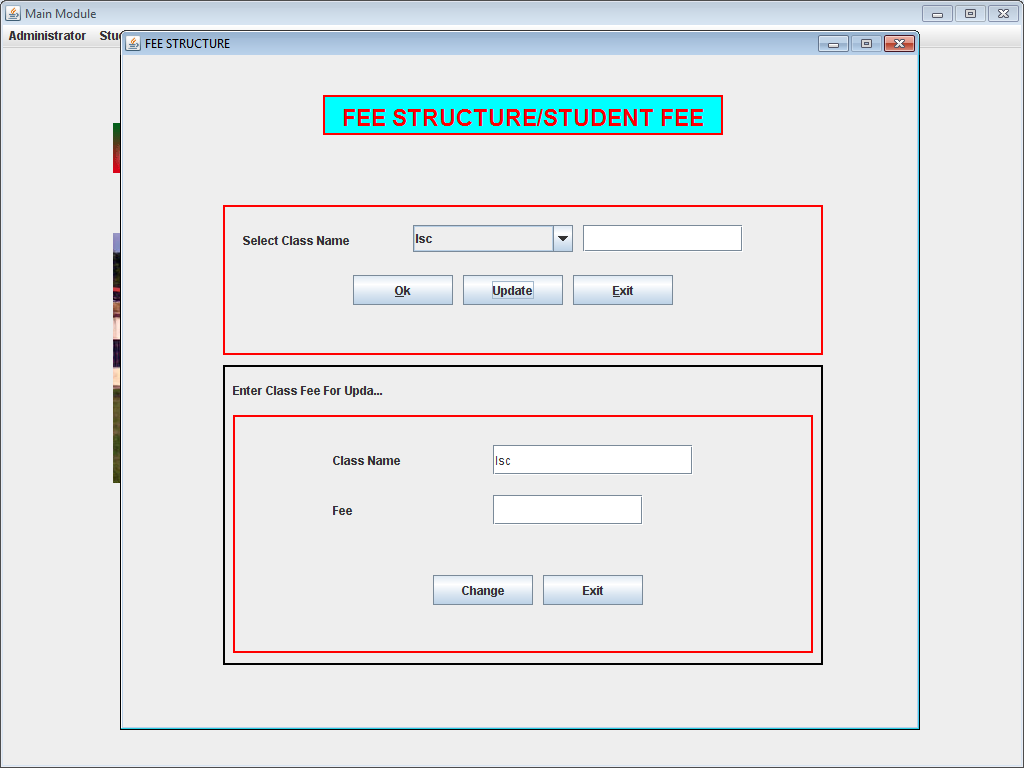 Main Module
Administrator
FEE STRUCTURE
FEE STRUCTURE/STUDENT FEE
Select Class Name Isc
Ok Update Exit
Enter Class Fee For Upda...
Class Name Isc
Fee
Change Exit